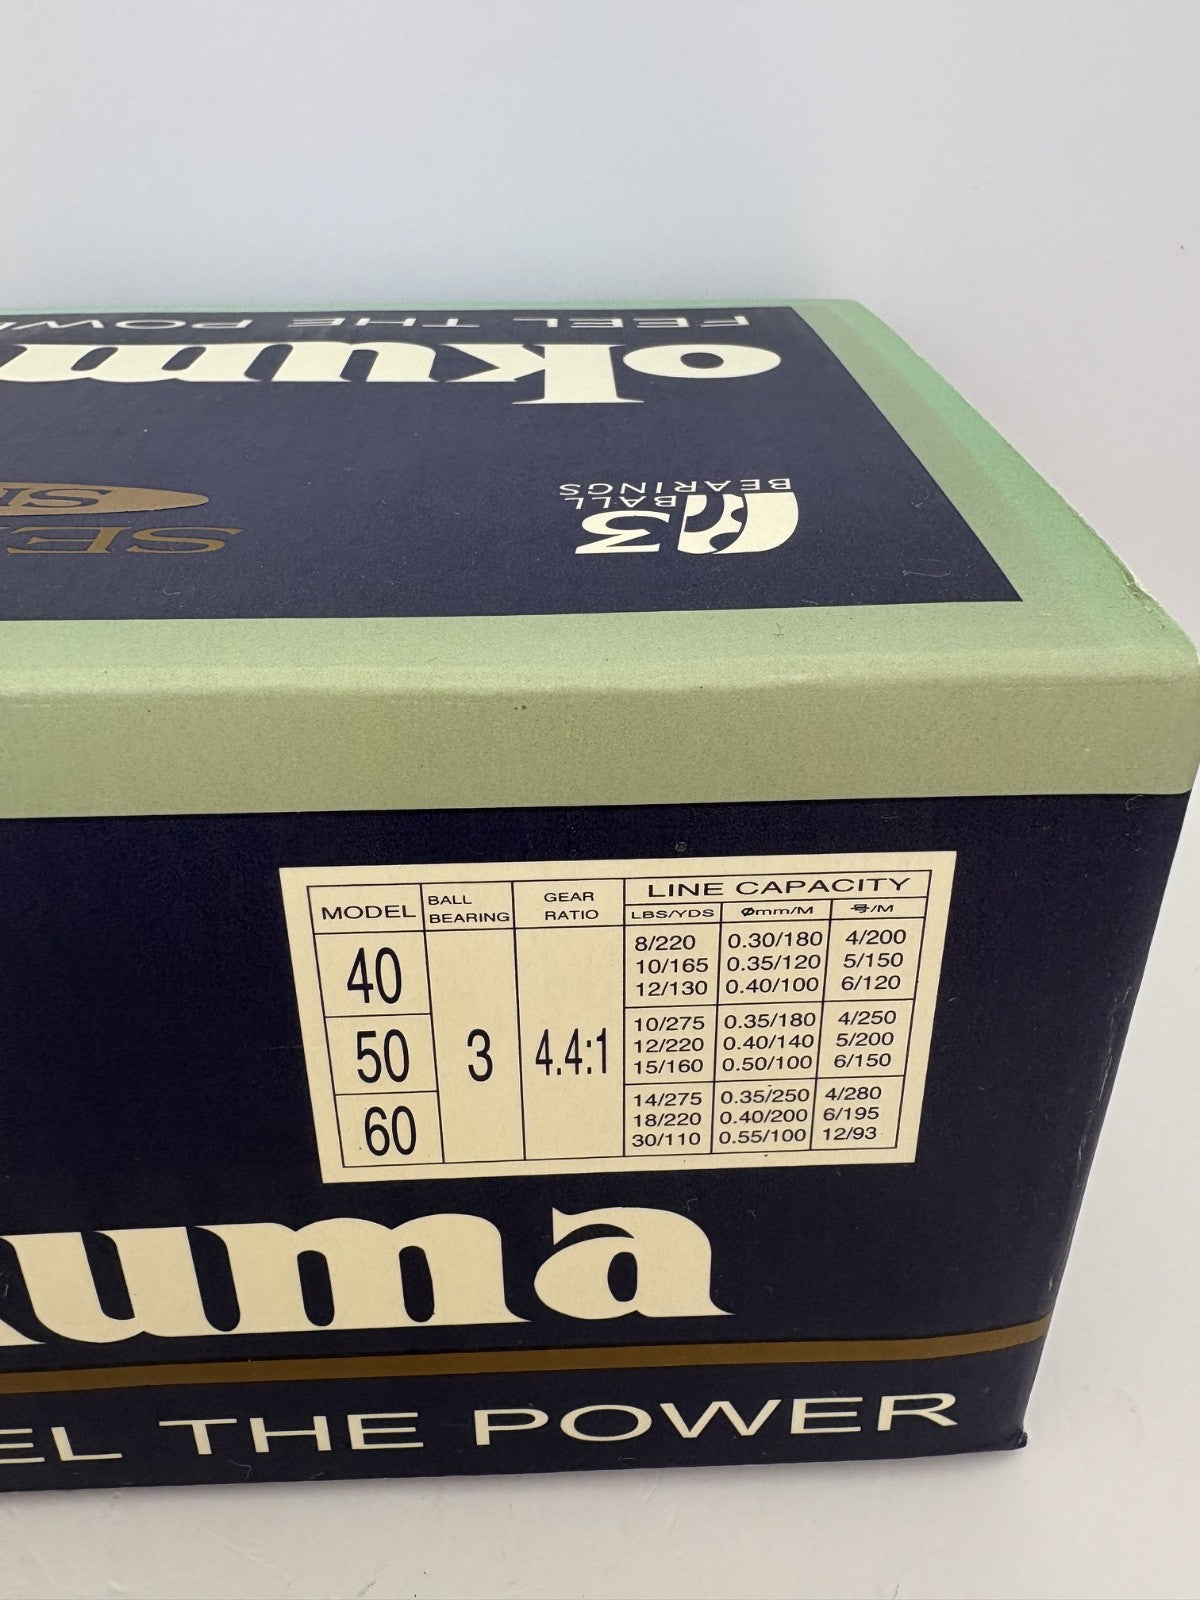 FEEL THE POWE
okum
3 BALL
BEARINGS
SE
MODEL BALL BEARING GEAR RATIO LINE CAPACITY
LBS/YDS Ømm/M 号/M
40 8/220 0.30/180 4/200
10/165 0.35/120 5/150
12/130 0.40/100 6/120
50 3 4.4:1 10/275 0.35/180 4/250
12/220 0.40/140 5/200
15/160 0.50/100 6/150
60 14/275 0.35/250 4/280
18/220 0.40/200 6/195
30/110 0.55/100 12/93
kuma
EL THE POWER